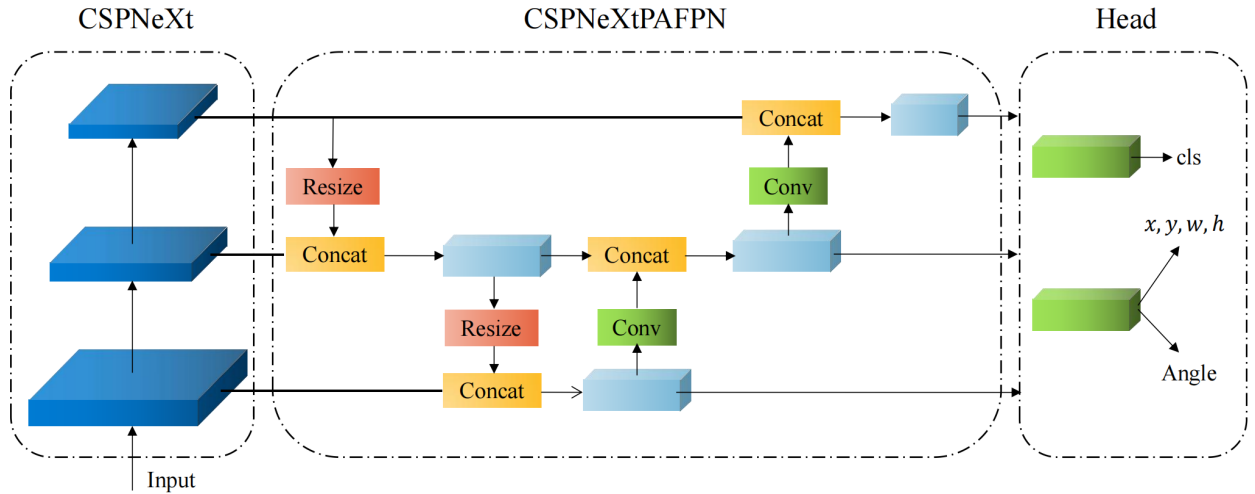 CSPNeXt
CSPNeXtPAFPN
Head
Concat
cls
Resize
Conv
x, y, w, h
Concat
Concat
Resize
Conv
Angle
Concat
Input